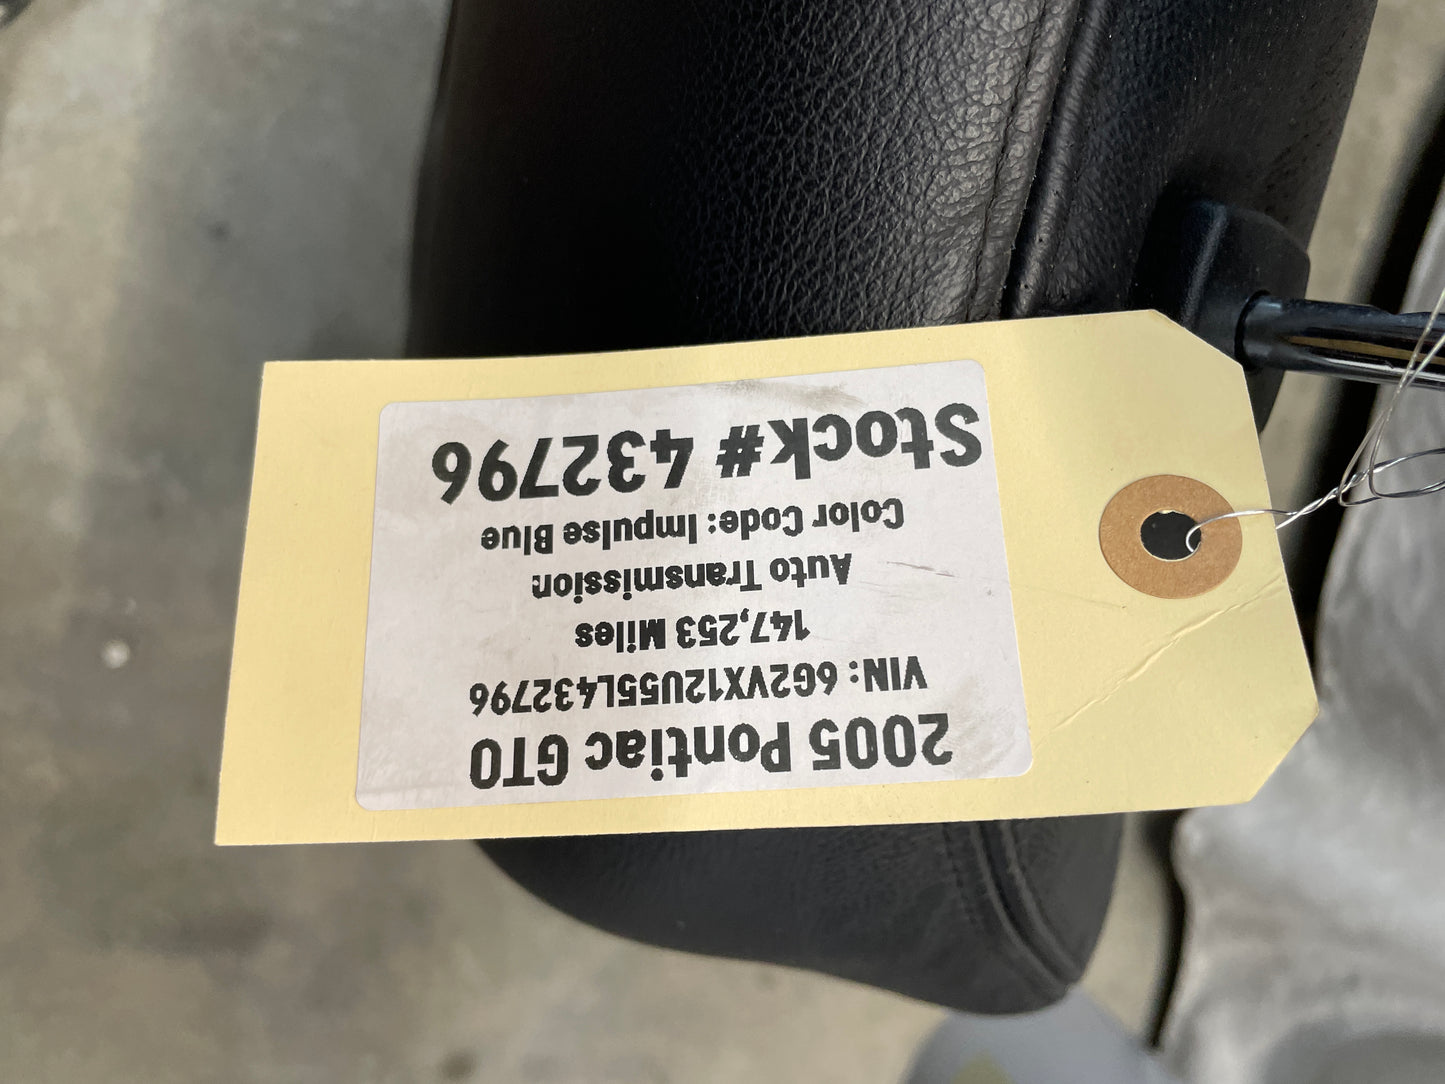 2005 Pontiac GTO
VIN: 6G2VX12U55L432796
147,253 Miles
Auto Transmission
Color Code: Impulse Blue
Stock# 432796